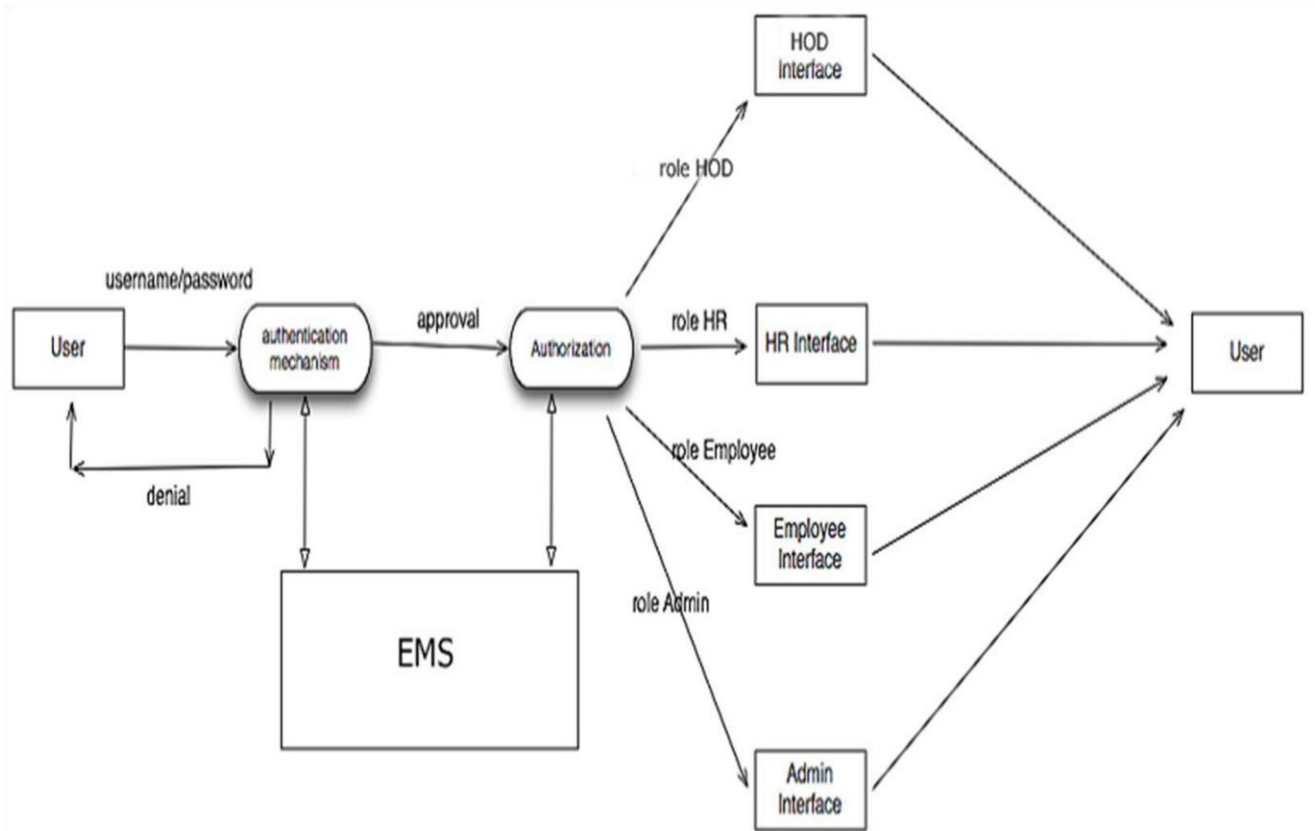 HOD
Interface
role HOD
username/password
User
authentication
mechanism
approval
Authorization
role HR
HR Interface
User
denial
role Employee
Employee
Interface
role Admin
EMS
Admin
Interface